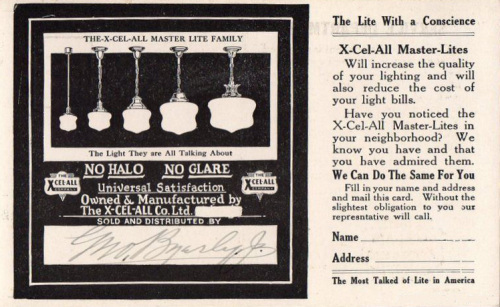 THE-X-CEL-ALL MASTER LITE FAMILY
The Light They are All Talking About
NO HALO NO GLARE
THE
X-CEL-ALL
COMPANY
THE
X-CEL-ALL
COMPANY
Universal Satisfaction
Owned & Manufactured by
The X-CEL-ALL Co. Ltd.
SOLD AND DISTRIBUTED BY
Geo.
The Lite With a Conscience
X-Cel-All Master-Lites
Will increase the quality
of your lighting and will
also reduce the cost of
your light bills.
Have you noticed the
X-Cel-All Master-Lites in
your neighborhood? We
know you have and that
you have admired them.
We Can Do The Same For You
Fill in your name and address
and mail this card. Without the
slightest obligation to you our
represntative will call.
Name
Address
The Most Talked of Lite in America